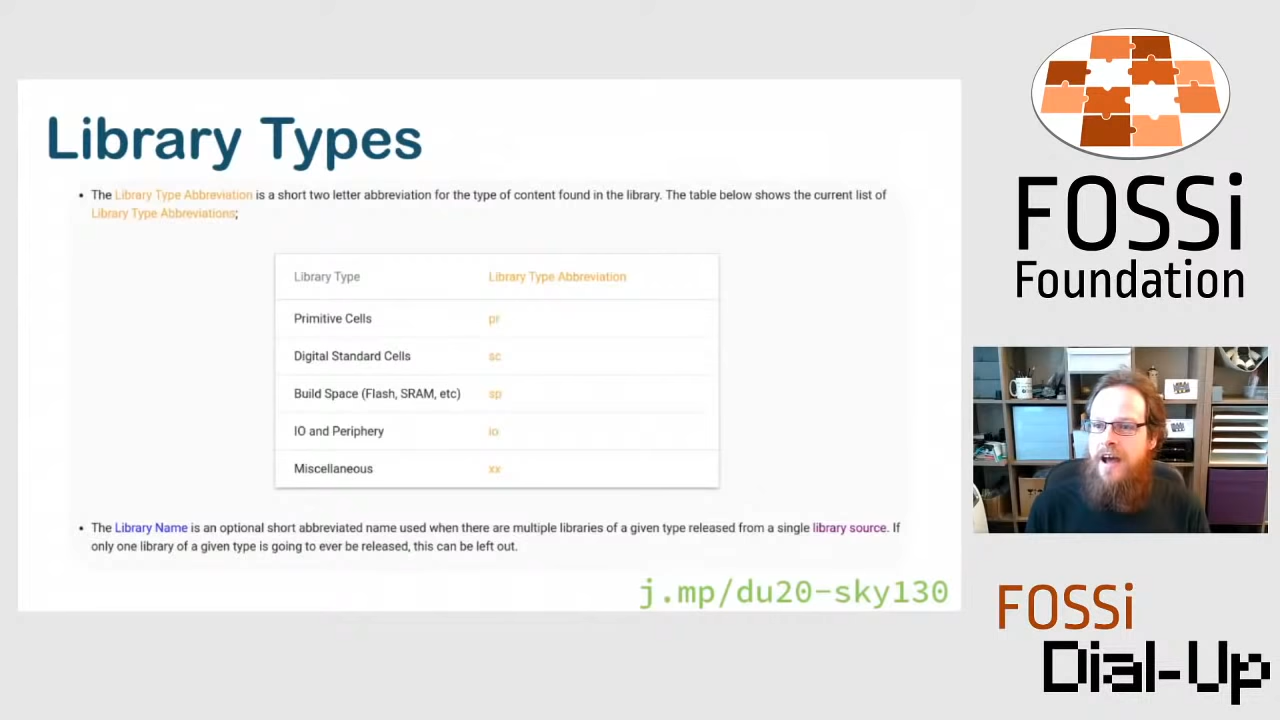 Library Types
• The Library Type Abbreviation is a short two letter abbreviation for the type of content found in the library. The table below shows the current list of
Library Type Abbreviations;
Library Type Library Type Abbreviation
Primitive Cells pr
Digital Standard Cells sc
Build Space (Flash, SRAM, etc) sp
IO and Periphery io
Miscellaneous xx
• The Library Name is an optional short abbreviated name used when there are multiple libraries of a given type released from a single library source. If
only one library of a given type is going to ever be released, this can be left out.
j.mp/du20-sky130
FOSSi
Foundation
FOSSi
Dial-Up